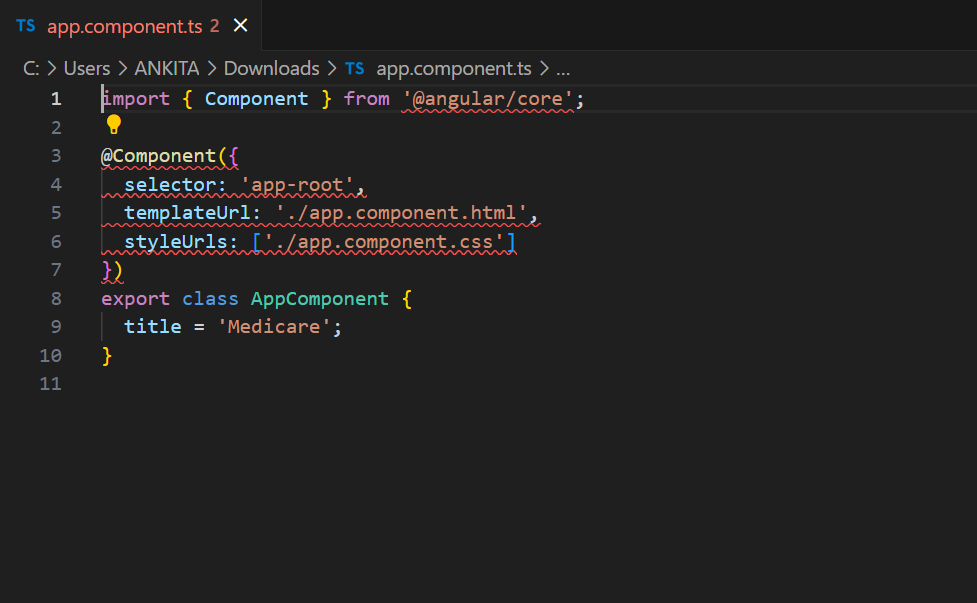 TS app.component.ts 2 ×
C: > Users > ANKITA > Downloads > TS app.component.ts > ...
1 import { Component } from '@angular/core';
2
3 @Component({
4   selector: 'app-root',
5   templateUrl: './app.component.html',
6   styleUrls: ['./app.component.css']
7 })
8 export class AppComponent {
9   title = 'Medicare';
10 }
11